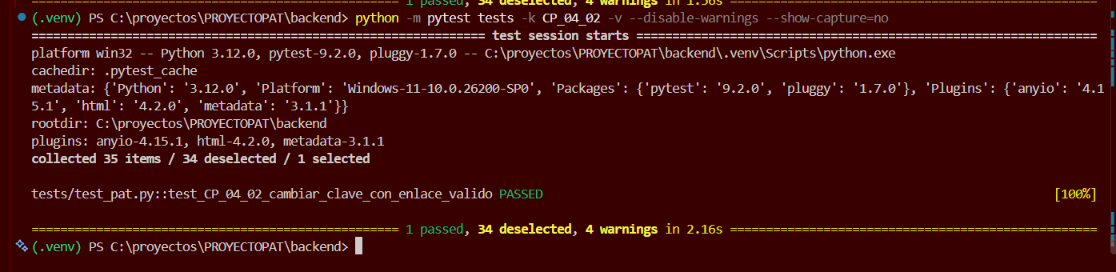 1 passed, 34 deselected, 4 warnings in 1.56s
(.venv) PS C:\proyectos\PROYECTOPAT\backend> python -m pytest tests -k CP_04_02 -v --disable-warnings --show-capture=no
test session starts
platform win32 -- Python 3.12.0, pytest-9.2.0, pluggy-1.7.0 -- C:\proyectos\PROYECTOPAT\backend\.venv\Scripts\python.exe
cachedir: .pytest_cache
metadata: {'Python': '3.12.0', 'Platform': 'Windows-11-10.0.26200-SP0', 'Packages': {'pytest': '9.2.0', 'pluggy': '1.7.0'}, 'Plugins': {'anyio': '4.1
5.1', 'html': '4.2.0', 'metadata': '3.1.1'}}
rootdir: C:\proyectos\PROYECTOPAT\backend
plugins: anyio-4.15.1, html-4.2.0, metadata-3.1.1
collected 35 items / 34 deselected / 1 selected
tests/test_pat.py::test_CP_04_02_cambiar_clave_con_enlace_valido PASSED [100%]
1 passed, 34 deselected, 4 warnings in 2.16s
(.venv) PS C:\proyectos\PROYECTOPAT\backend>